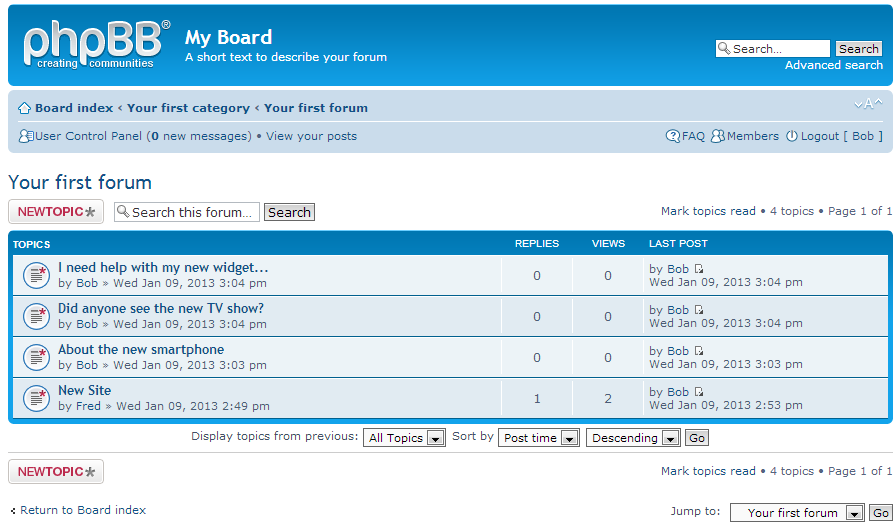 phpBB®
creating communities
My Board
A short text to describe your forum
Search... Search
Advanced search
Board index ‹ Your first category ‹ Your first forum
A
User Control Panel (0 new messages) • View your posts
FAQ Members Logout [ Bob ]
Your first forum
NEWTOPIC* Search this forum... Search
Mark topics read • 4 topics • Page 1 of 1
TOPICS REPLIES VIEWS LAST POST
I need help with my new widget... 0 0 by Bob
by Bob » Wed Jan 09, 2013 3:04 pm Wed Jan 09, 2013 3:04 pm
Did anyone see the new TV show? 0 0 by Bob
by Bob » Wed Jan 09, 2013 3:04 pm Wed Jan 09, 2013 3:04 pm
About the new smartphone 0 0 by Bob
by Bob » Wed Jan 09, 2013 3:03 pm Wed Jan 09, 2013 3:03 pm
New Site 1 2 by Bob
by Fred » Wed Jan 09, 2013 2:49 pm Wed Jan 09, 2013 2:53 pm
Display topics from previous: All Topics Sort by Post time Descending Go
NEWTOPIC* Mark topics read • 4 topics • Page 1 of 1
Return to Board index Jump to: Your first forum Go